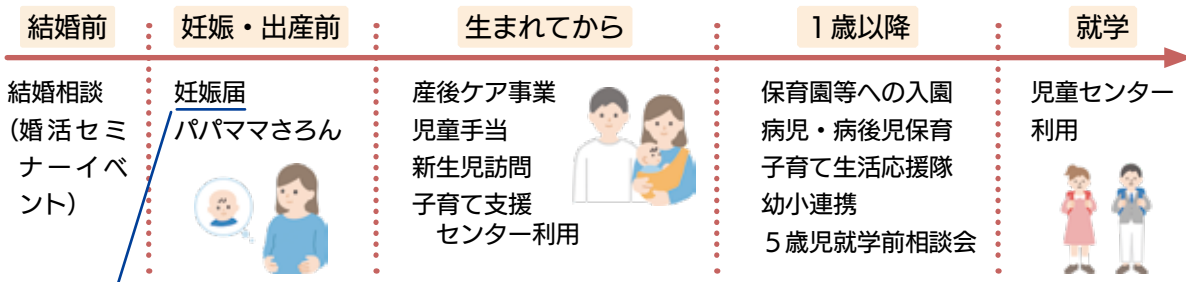 結婚前
妊娠・出産前
生まれてから
１歳以降
就学
結婚相談
（婚活セミ
ナーイベ
ント）
妊娠届
パパママさろん
産後ケア事業
児童手当
新生児訪問
子育て支援
センター利用
保育園等への入園
病児・病後児保育
子育て生活応援隊
幼小連携
５歳児就学前相談会
児童センター
利用